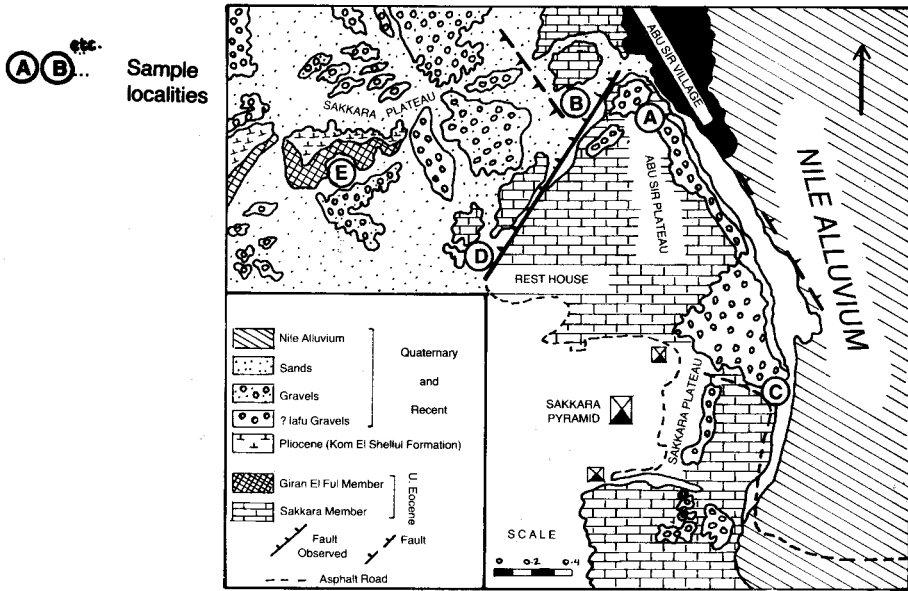 etc.
A B ...
Sample
localities
SAKKARA PLATEAU
ABU SIR VILLAGE
B
A
E
ABU SIR PLATEAU
NILE ALLUVIUM
D
REST HOUSE
C
SAKKARA
PYRAMID
SAKKARA PLATEAU
SCALE
0 0·2 0·4
Nile Alluvium
Sands
Gravels
? Iafu Gravels
Quaternary
and
Recent
Pliocene (Kom El Shellul Formation)
Giran El Ful Member
Sakkara Member
U. Eocene
Fault
Observed
Fault
Asphalt Road